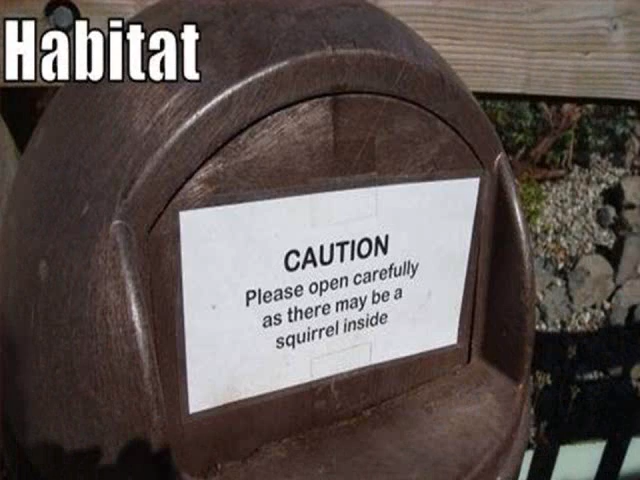 Habitat
CAUTION
Please open carefully
as there may be a
squirrel inside